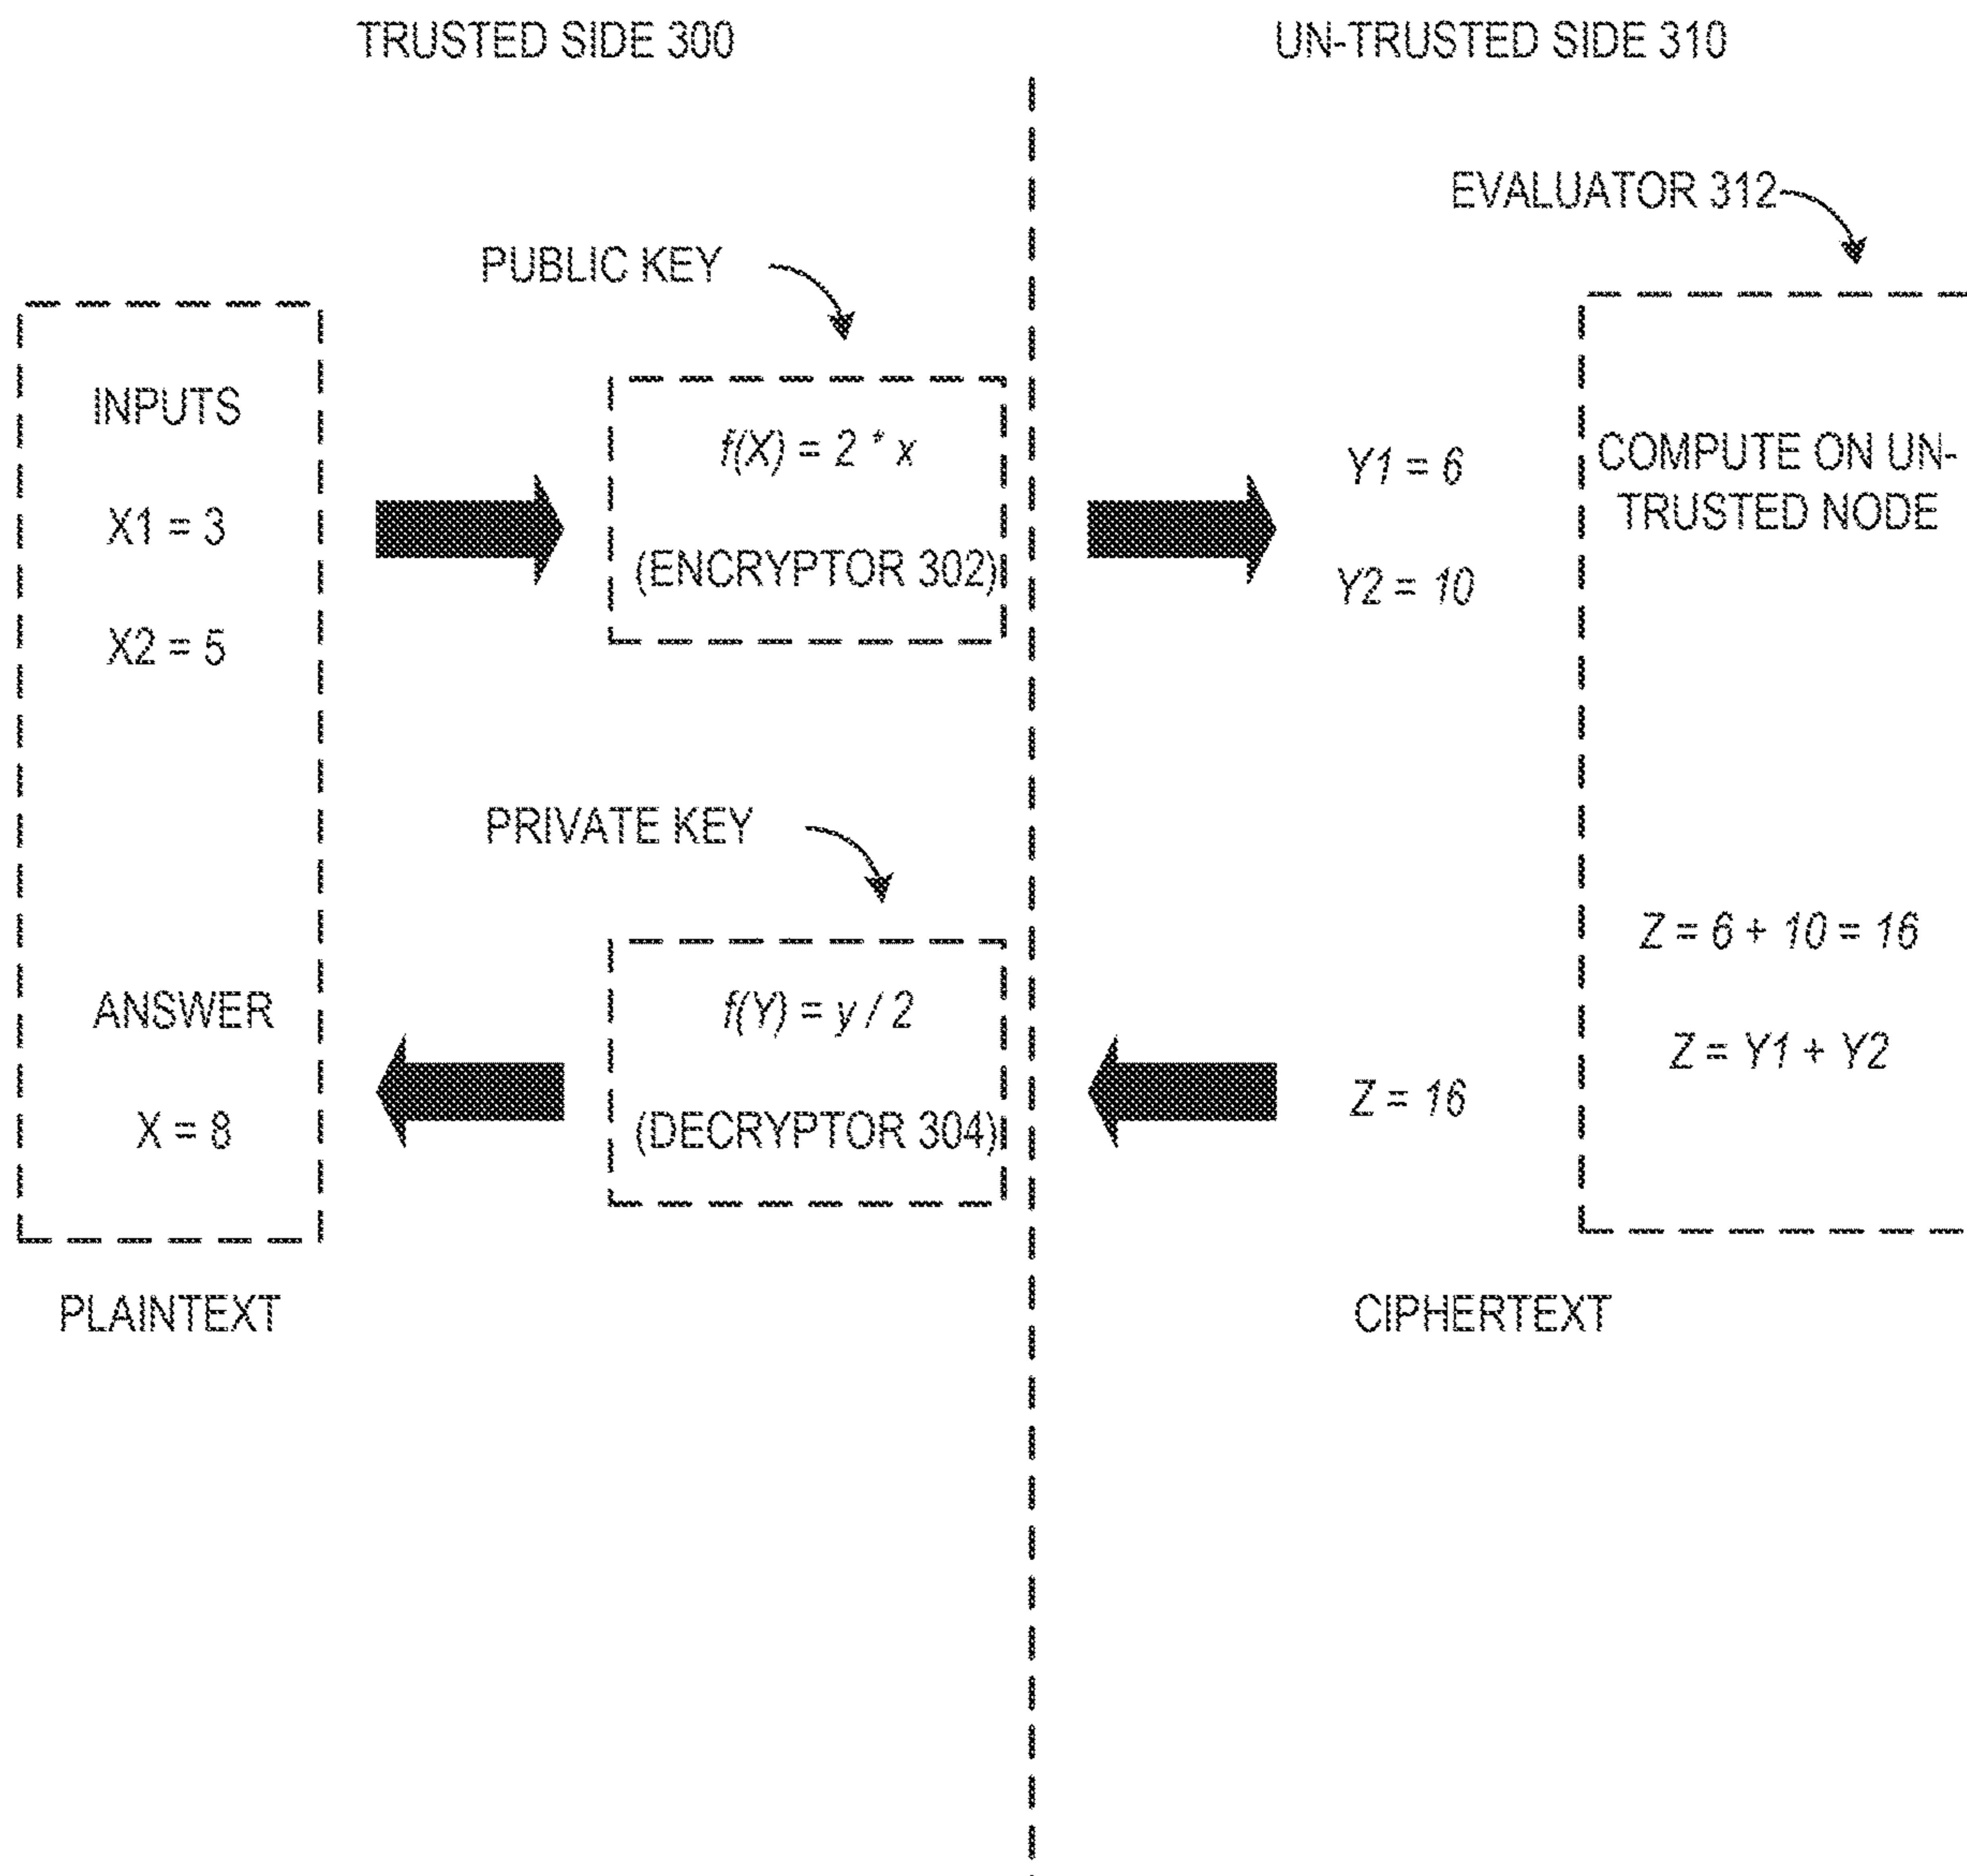 TRUSTED SIDE 300
UN-TRUSTED SIDE 310
EVALUATOR 312
PUBLIC KEY
INPUTS
X1 = 3
X2 = 5
f(X) = 2 * x
(ENCRYPTOR 302)
Y1 = 6
Y2 = 10
COMPUTE ON UN-
TRUSTED NODE
PRIVATE KEY
Z = 6 + 10 = 16
Z = Y1 + Y2
ANSWER
X = 8
f(Y) = y / 2
(DECRYPTOR 304)
Z = 16
PLAINTEXT
CIPHERTEXT